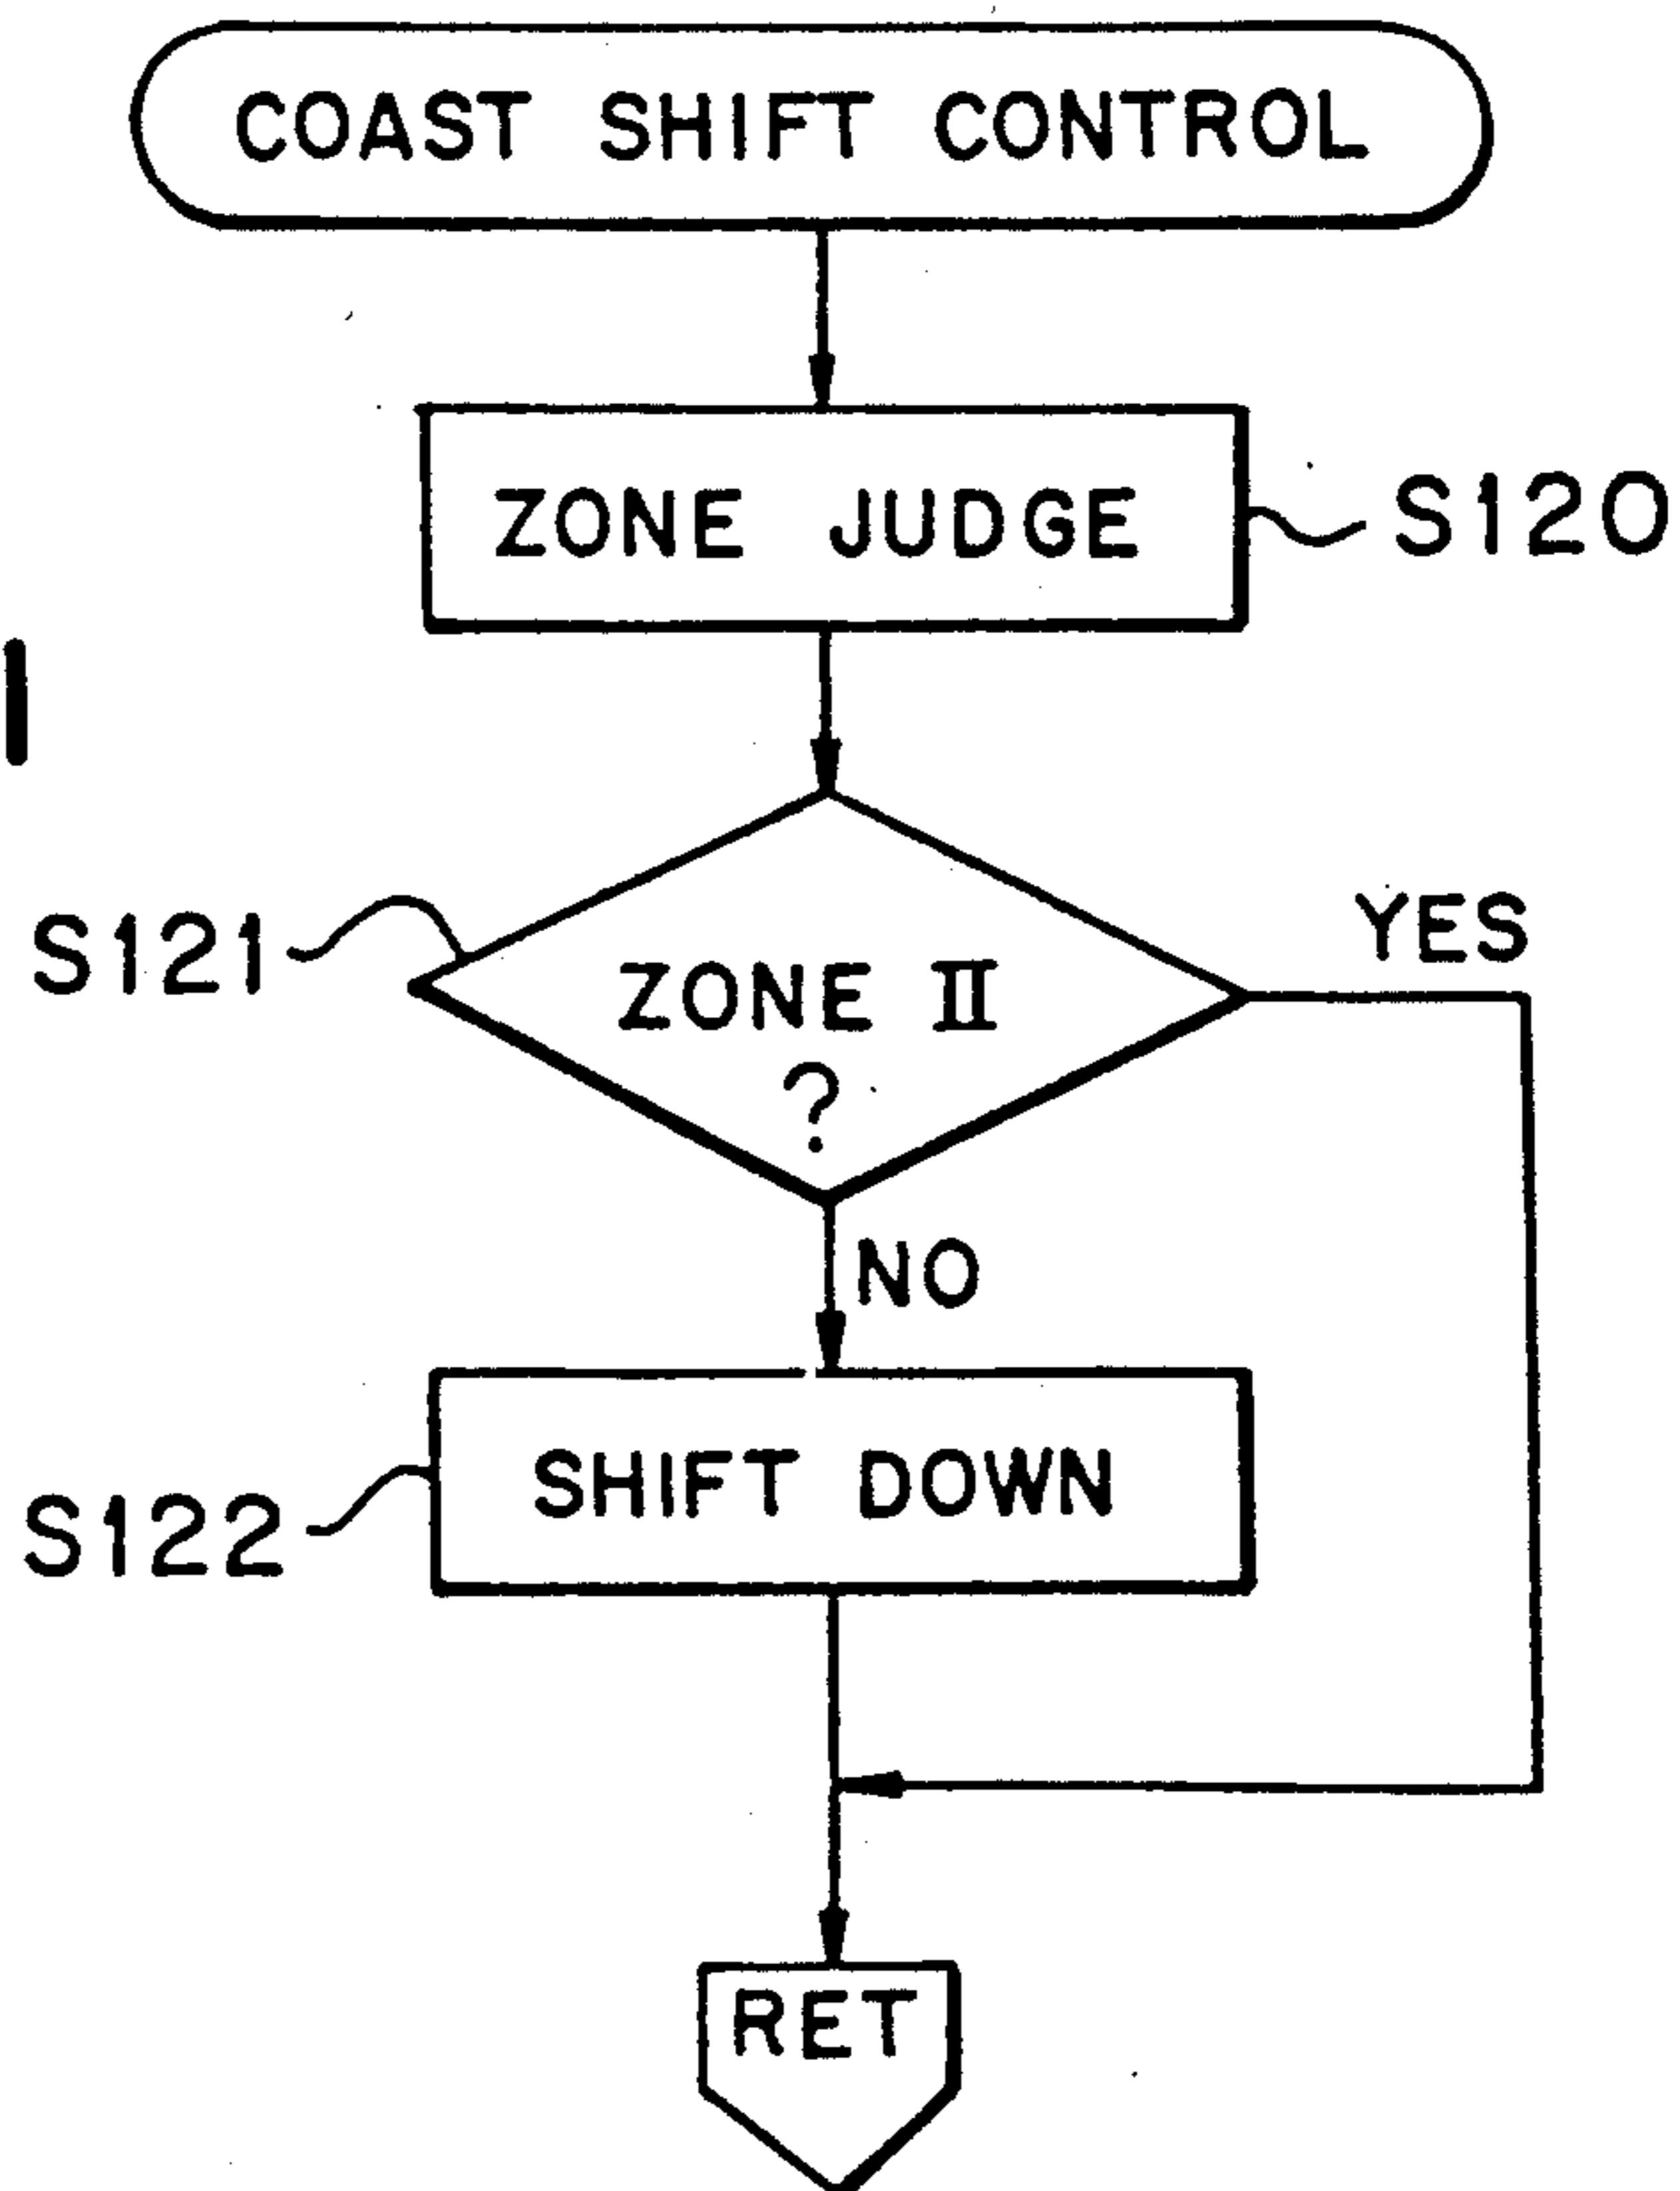 COAST SHIFT CONTROL
ZONE JUDGE
S120
S121
ZONE II
?
YES
NO
SHIFT DOWN
S122
RET